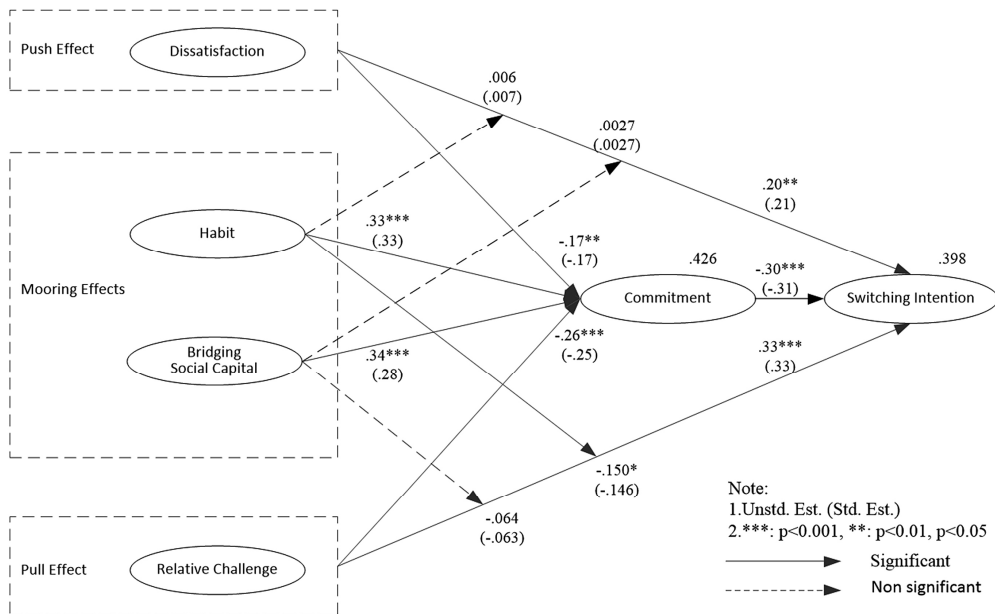 Push Effect
Dissatisfaction
.006
(.007)
.0027
(.0027)
.20**
(.21)
Mooring Effects
Habit
.33***
(.33)
-.17**
(-.17)
.426
Commitment
-.30***
(-.31)
.398
Switching Intention
Bridging
Social Capital
.34***
(.28)
-.26***
(-.25)
.33***
(.33)
-.150*
(-.146)
-.064
(-.063)
Pull Effect
Relative Challenge
Note:
1.Unstd. Est. (Std. Est.)
2.***: p<0.001, **: p<0.01, p<0.05
Significant
Non significant